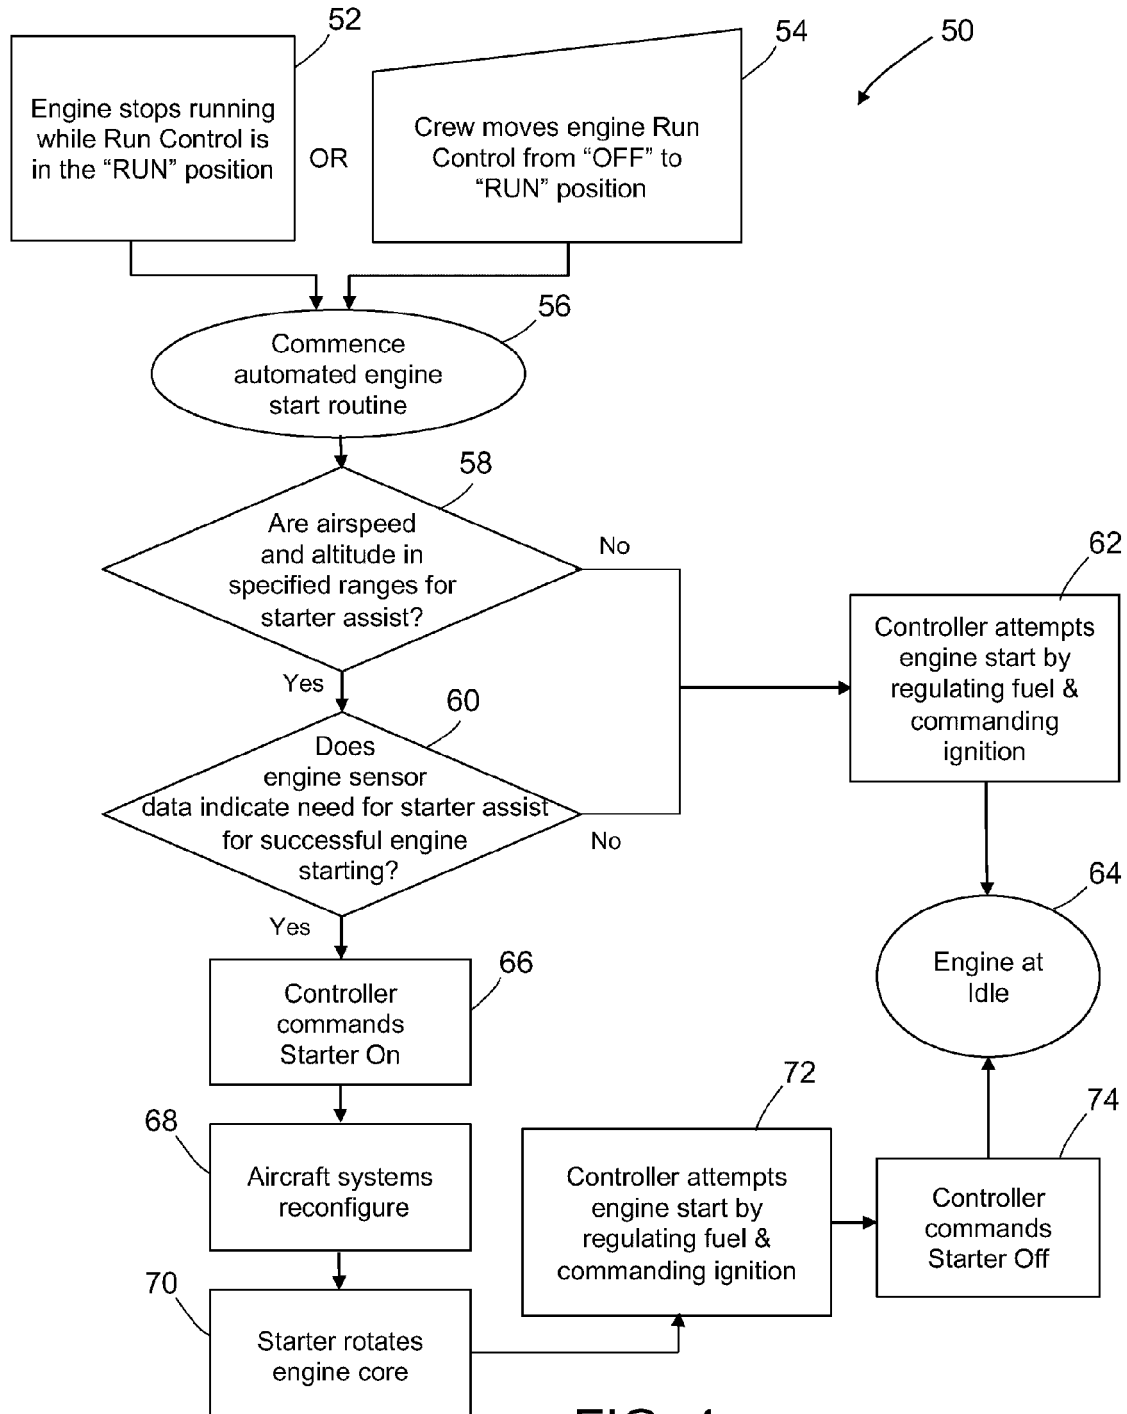 52
54
50
Engine stops running
while Run Control is
in the “RUN” position
OR
Crew moves engine Run
Control from “OFF” to
“RUN” position
56
Commence
automated engine
start routine
58
Are airspeed
and altitude in
specified ranges for
starter assist?
No
Yes
62
Controller attempts
engine start by
regulating fuel &
commanding
ignition
60
Does
engine sensor
data indicate need for starter assist
for successful engine
starting?
No
Yes
64
Engine at
Idle
66
Controller
commands
Starter On
68
Aircraft systems
reconfigure
70
Starter rotates
engine core
72
Controller attempts
engine start by
regulating fuel &
commanding ignition
74
Controller
commands
Starter Off